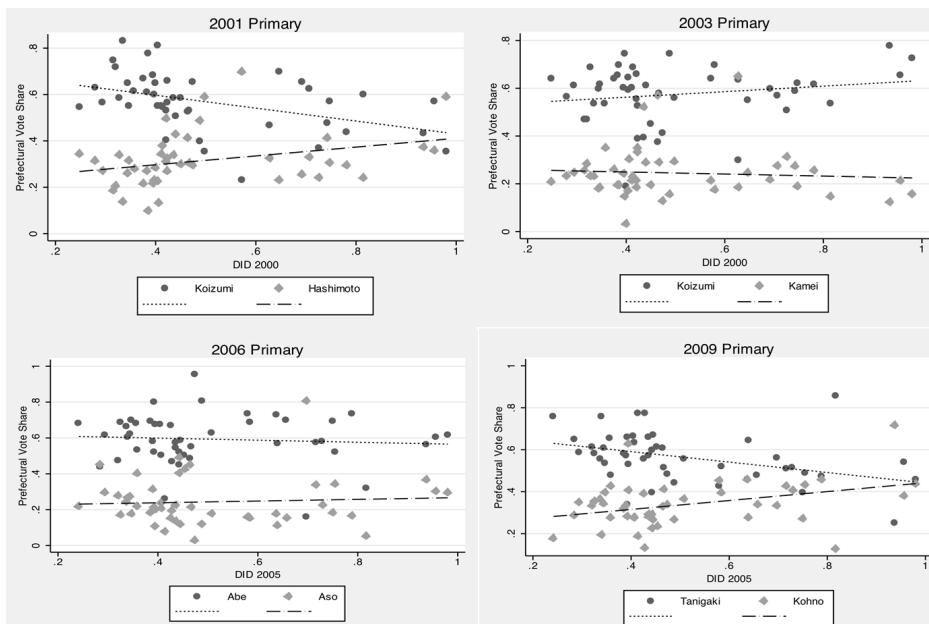 2001 Primary
Prefectural Vote Share
.8
.6
.4
.2
0
.2 .4 .6 .8 1
DID 2000
Koizumi Hashimoto
2003 Primary
Prefectural Vote Share
.8
.6
.4
.2
0
.2 .4 .6 .8 1
DID 2000
Koizumi Kamei
2006 Primary
Prefectural Vote Share
1
.8
.6
.4
.2
0
.2 .4 .6 .8 1
DID 2005
Abe Aso
2009 Primary
Prefectural Vote Share
1
.8
.6
.4
.2
.2 .4 .6 .8 1
DID 2005
Tanigaki Kohno